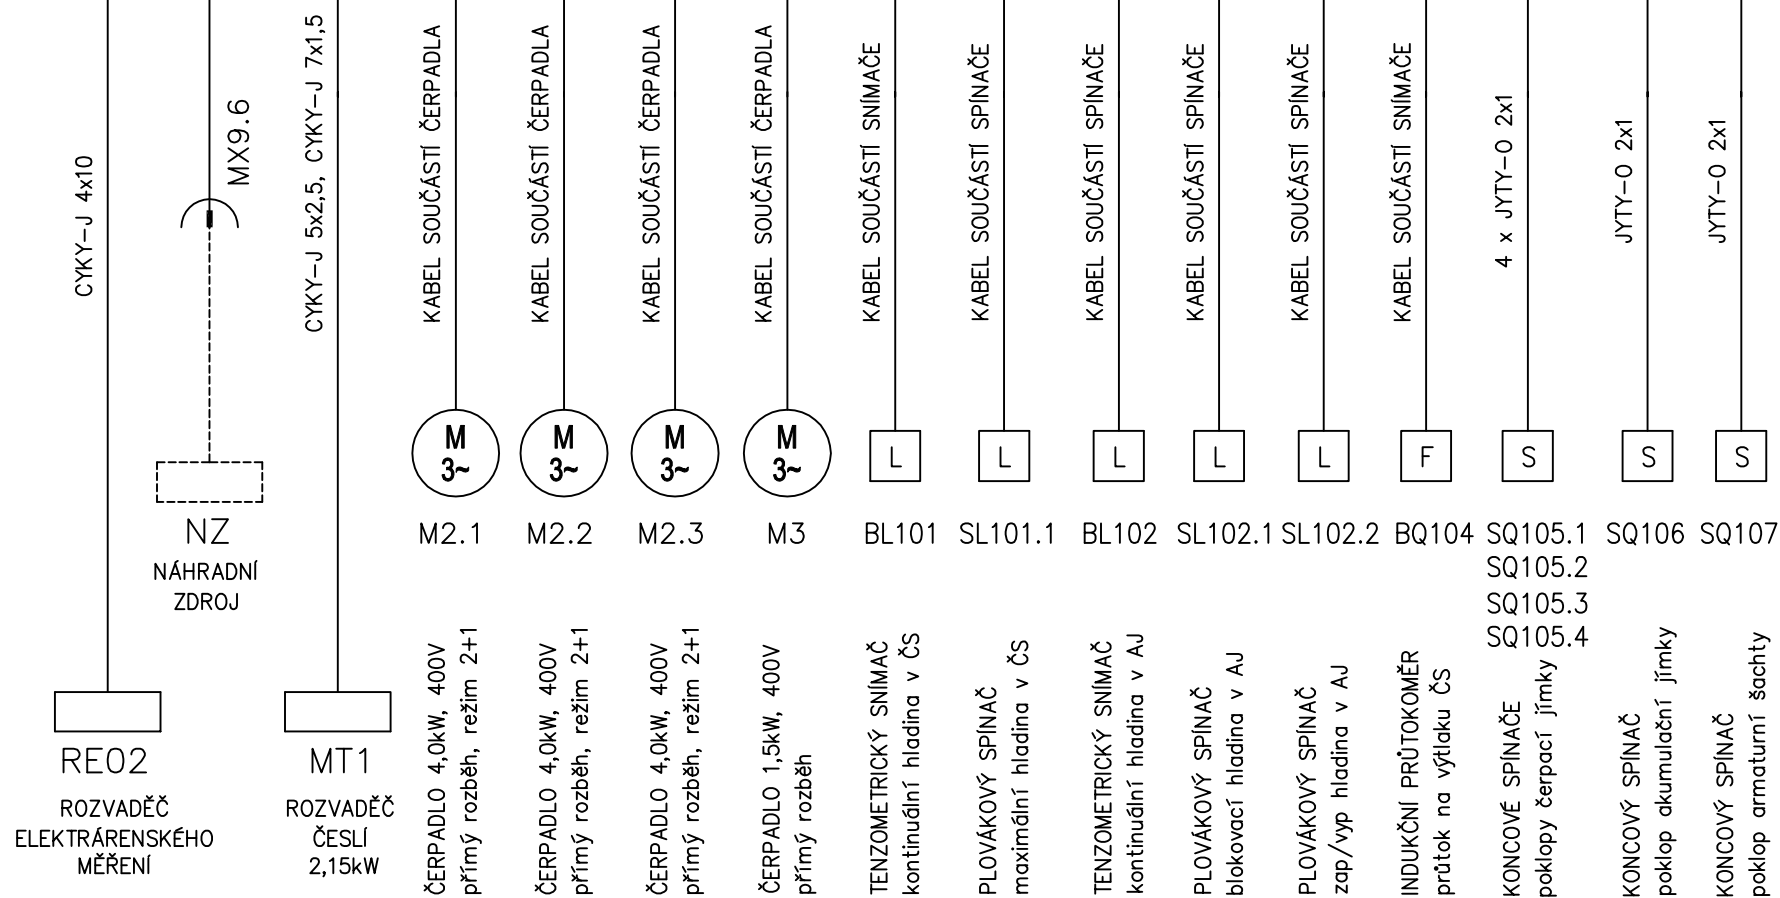 CYKY-J 4x10
MX9.6
CYKY-J 5x2,5, CYKY-J 7x1,5
KABEL SOUČÁSTÍ ČERPADLA
KABEL SOUČÁSTÍ ČERPADLA
KABEL SOUČÁSTÍ ČERPADLA
KABEL SOUČÁSTÍ ČERPADLA
KABEL SOUČÁSTÍ SNÍMAČE
KABEL SOUČÁSTÍ SPÍNAČE
KABEL SOUČÁSTÍ SPÍNAČE
KABEL SOUČÁSTÍ SPÍNAČE
KABEL SOUČÁSTÍ SPÍNAČE
KABEL SOUČÁSTÍ SNÍMAČE
4 x JYTY-O 2x1
JYTY-O 2x1
JYTY-O 2x1
M
3~
M
3~
M
3~
M
3~
L
L
L
L
L
F
S
S
S
NZ
NÁHRADNÍ
ZDROJ
M2.1
M2.2
M2.3
M3
BL101
SL101.1
BL102
SL102.1
SL102.2
BQ104
SQ105.1
SQ105.2
SQ105.3
SQ105.4
SQ106
SQ107
RE02
ROZVADĚČ
ELEKTRÁRENSKÉHO
MĚŘENÍ
MT1
ROZVADĚČ
ČESLÍ
2,15kW
ČERPADLO 4,0kW, 400V
přímý rozběh, režim 2+1
ČERPADLO 4,0kW, 400V
přímý rozběh, režim 2+1
ČERPADLO 4,0kW, 400V
přímý rozběh, režim 2+1
ČERPADLO 1,5kW, 400V
přímý rozběh
TENZOMETRICKÝ SNÍMAČ
kontinuální hladina v ČS
PLOVÁKOVÝ SPÍNAČ
maximální hladina v ČS
TENZOMETRICKÝ SNÍMAČ
kontinuální hladina v AJ
PLOVÁKOVÝ SPÍNAČ
blokovací hladina v AJ
PLOVÁKOVÝ SPÍNAČ
zap/vyp hladina v AJ
INDUKČNÍ PRŮTOKOMĚR
průtok na výtlaku ČS
KONCOVÉ SPÍNAČE
poklopy čerpací jímky
KONCOVÝ SPÍNAČ
poklop akumulační jímky
KONCOVÝ SPÍNAČ
poklop armaturní šachty